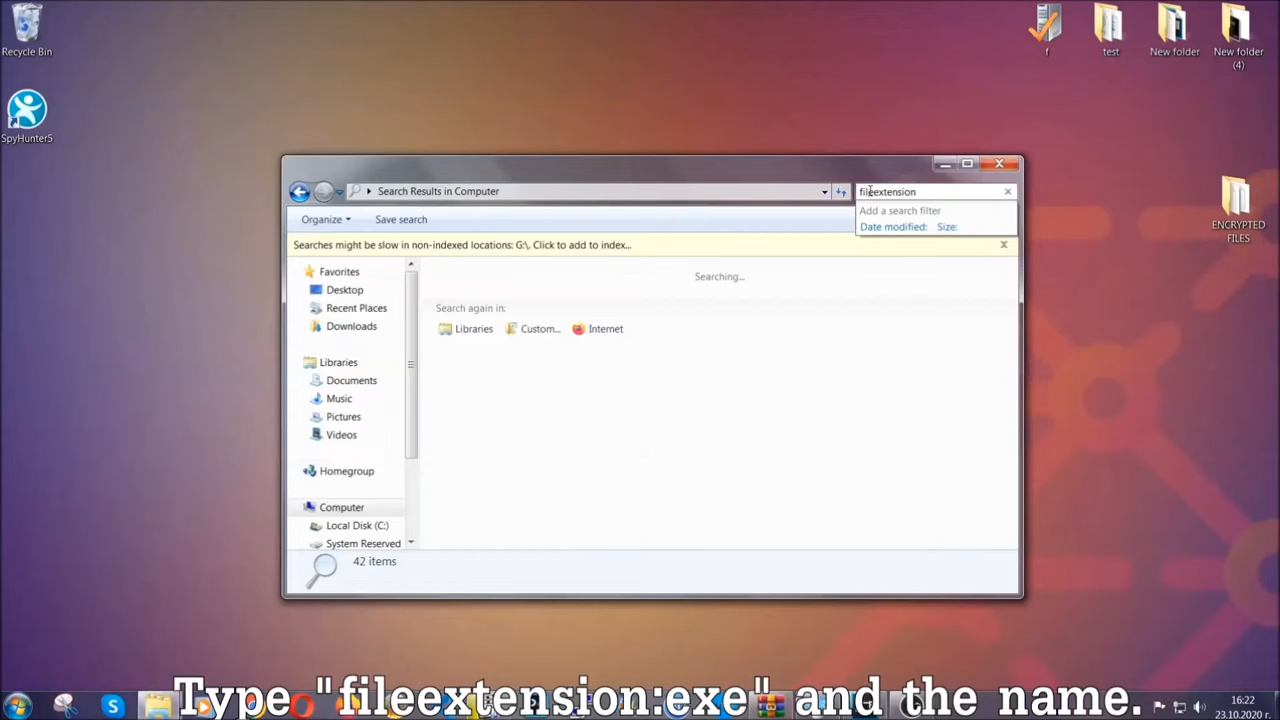 Recycle Bin
SpyHunter5
f
test
New folder
New folder
(4)
ENCRYPTED
FILES
Search Results in Computer
fileextension
Add a search filter
Date modified: Size:
Organize
Save search
Searches might be slow in non-indexed locations: G:\. Click to add to index...
Favorites
Desktop
Recent Places
Downloads
Libraries
Documents
Music
Pictures
Videos
Homegroup
Computer
Local Disk (C:)
System Reserved
Searching...
Search again in:
Libraries
Custom...
Internet
42 items
Type "fileextension:exe" and the name.
16:22
23.10.2020 г.